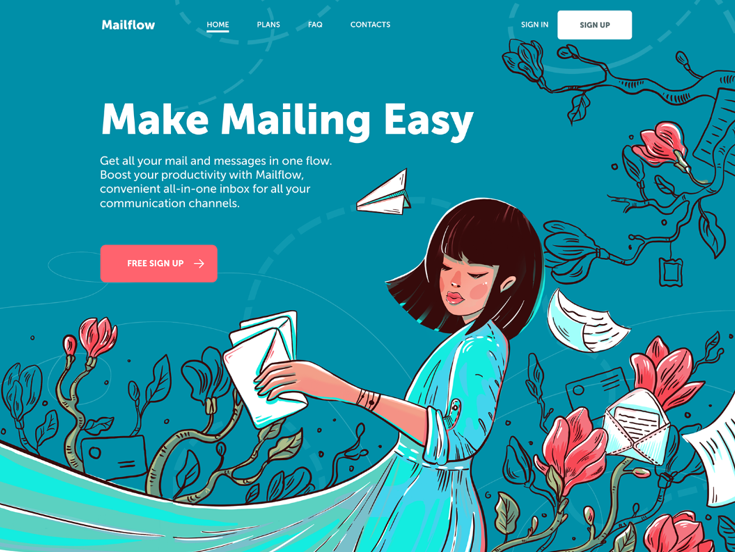 Mailflow
HOME
PLANS
FAQ
CONTACTS
SIGN IN
SIGN UP
Make Mailing Easy
Get all your mail and messages in one flow.
Boost your productivity with Mailflow,
convenient all-in-one inbox for all your
communication channels.
FREE SIGN UP